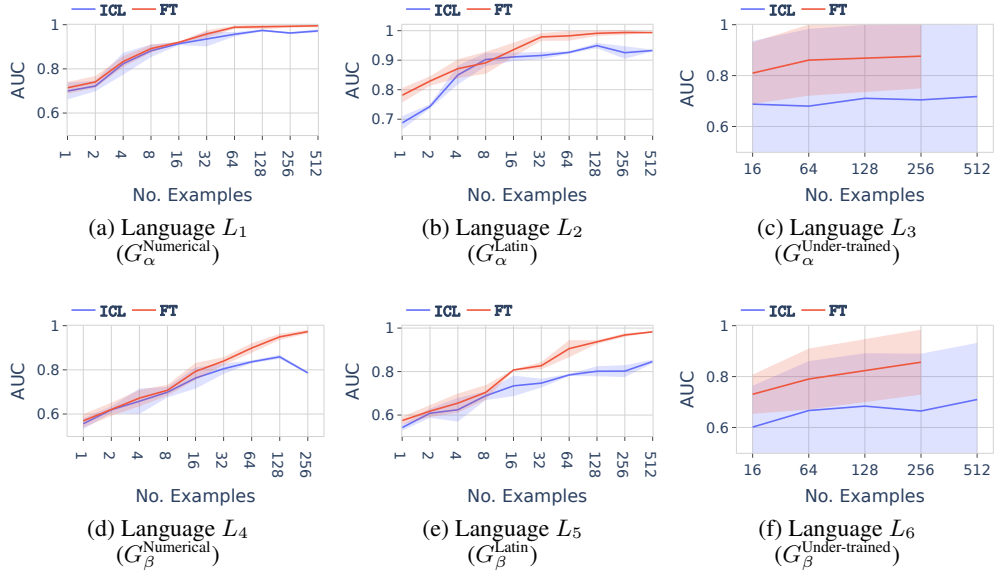 ICL FT
1
0.8
0.6
AUC
1 2 4 8 16 32 64 128 256 512
No. Examples
(a) Language L₁
(G_α^Numerical)
ICL FT
1
0.9
0.8
0.7
AUC
1 2 4 8 16 32 64 128 256 512
No. Examples
(b) Language L₂
(G_α^Latin)
ICL FT
1
0.8
0.6
AUC
16 64 128 256 512
No. Examples
(c) Language L₃
(G_α^Under-trained)
ICL FT
1
0.8
0.6
AUC
1 2 4 8 16 32 64 128 256
No. Examples
(d) Language L₄
(G_β^Numerical)
ICL FT
1
0.8
0.6
AUC
1 2 4 8 16 32 64 128 256 512
No. Examples
(e) Language L₅
(G_β^Latin)
ICL FT
1
0.8
0.6
AUC
16 64 128 256 512
No. Examples
(f) Language L₆
(G_β^Under-trained)